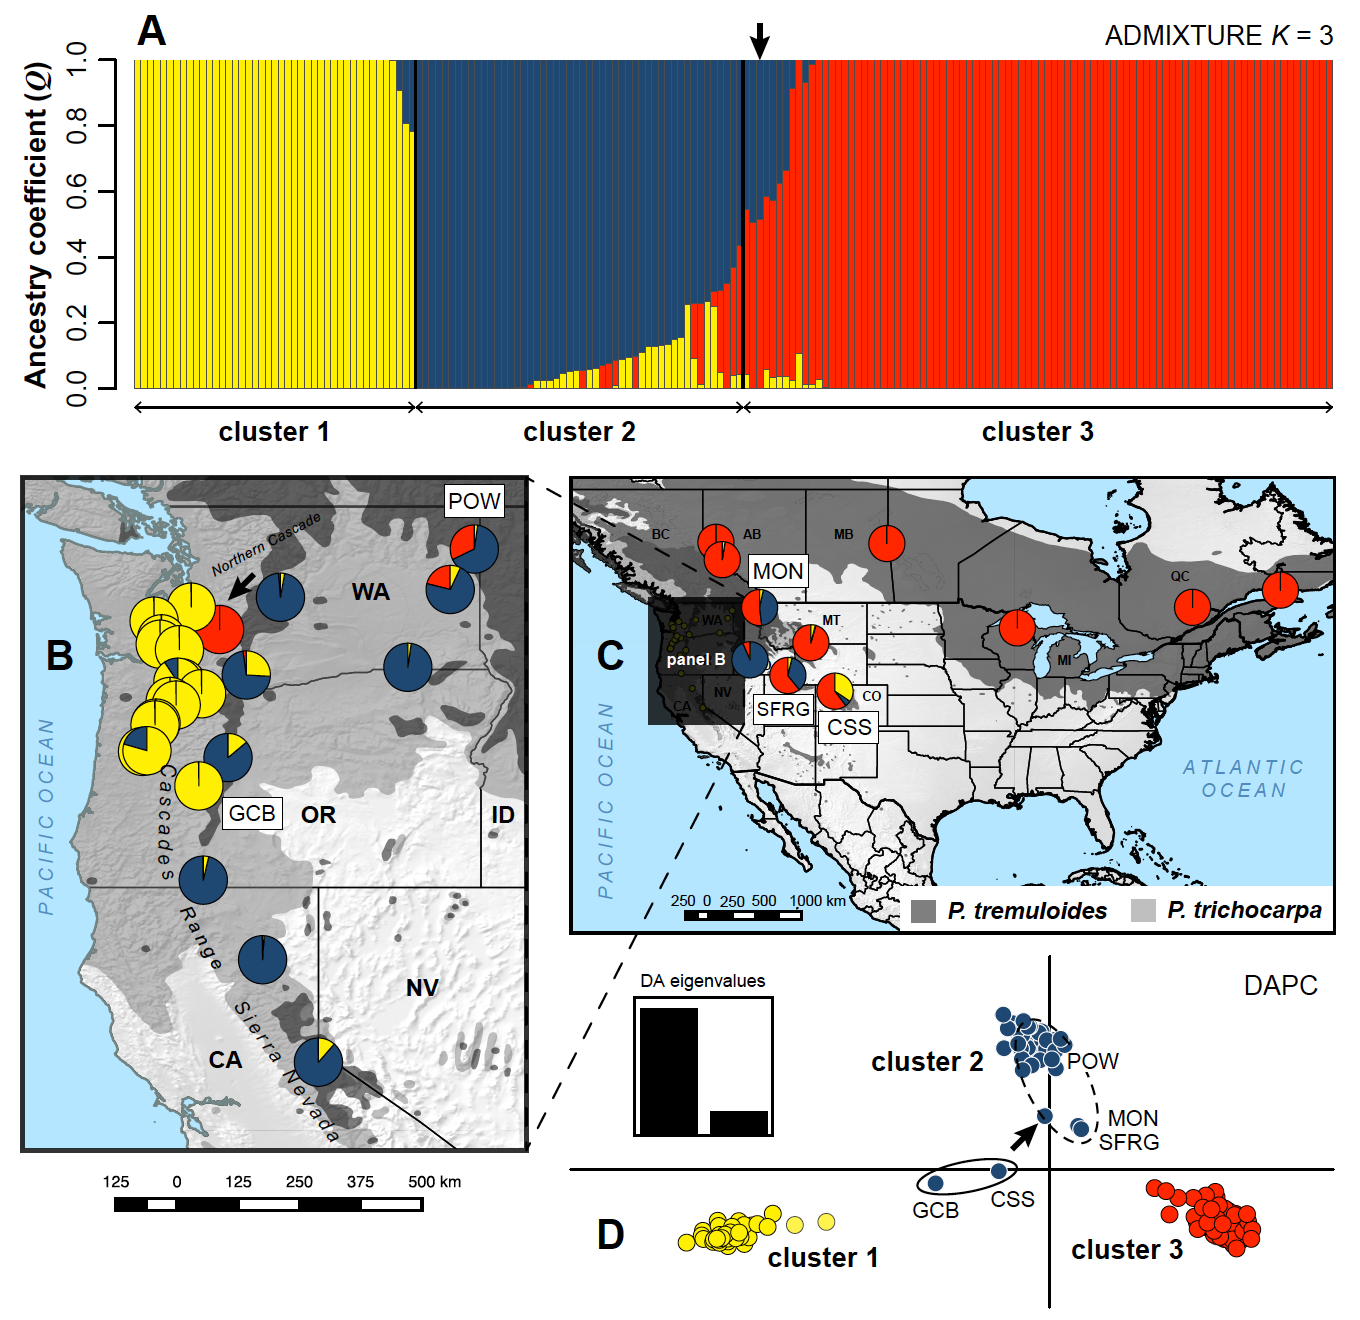 A
ADMIXTURE K = 3
Ancestry coefficient (Q)
0.0
0.2
0.4
0.6
0.8
1.0
cluster 1
cluster 2
cluster 3
B
POW
Northern Cascade
WA
GCB
OR
ID
Cascades
Range
Sierra Nevada
NV
CA
PACIFIC OCEAN
125 0 125 250 375 500 km
C
BC
AB
MB
QC
MON
WA
MT
panel B
MI
NV
CA
CO
SFRG
CSS
PACIFIC OCEAN
ATLANTIC
OCEAN
250 0 250 500 1000 km
P. tremuloides
P. trichocarpa
DA eigenvalues
DAPC
cluster 2
POW
MON
SFRG
GCB
CSS
D
cluster 1
cluster 3